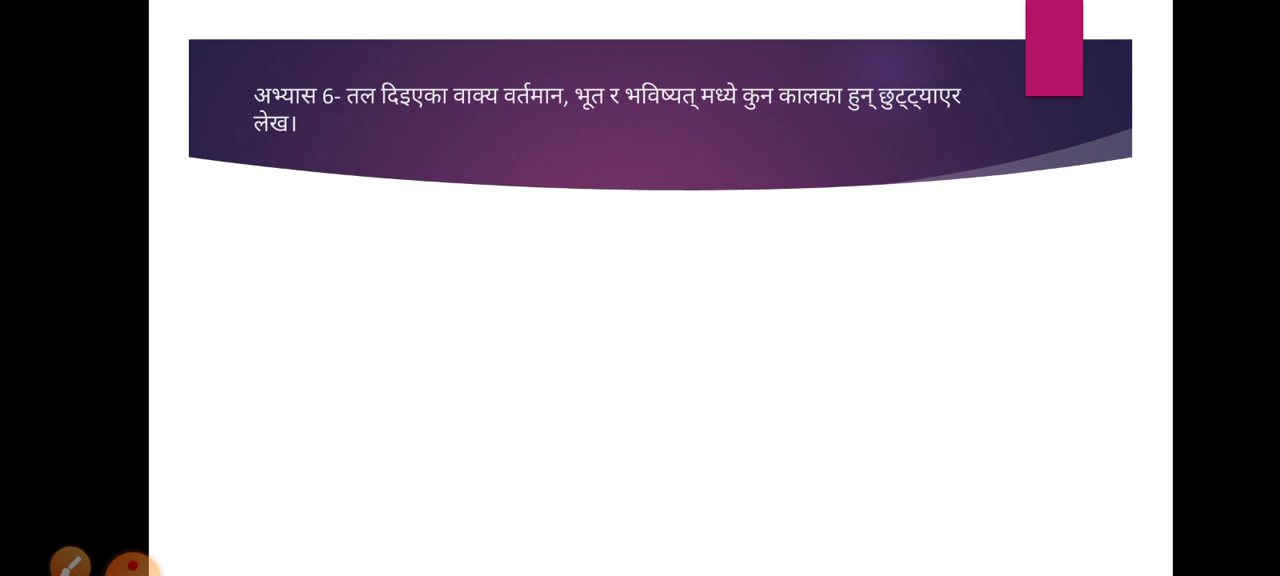 अभ्यास 6- तल दिइएका वाक्य वर्तमान, भूत र भविष्यत् मध्ये कुन कालका हुन् छुट्ट्याएर
लेख।